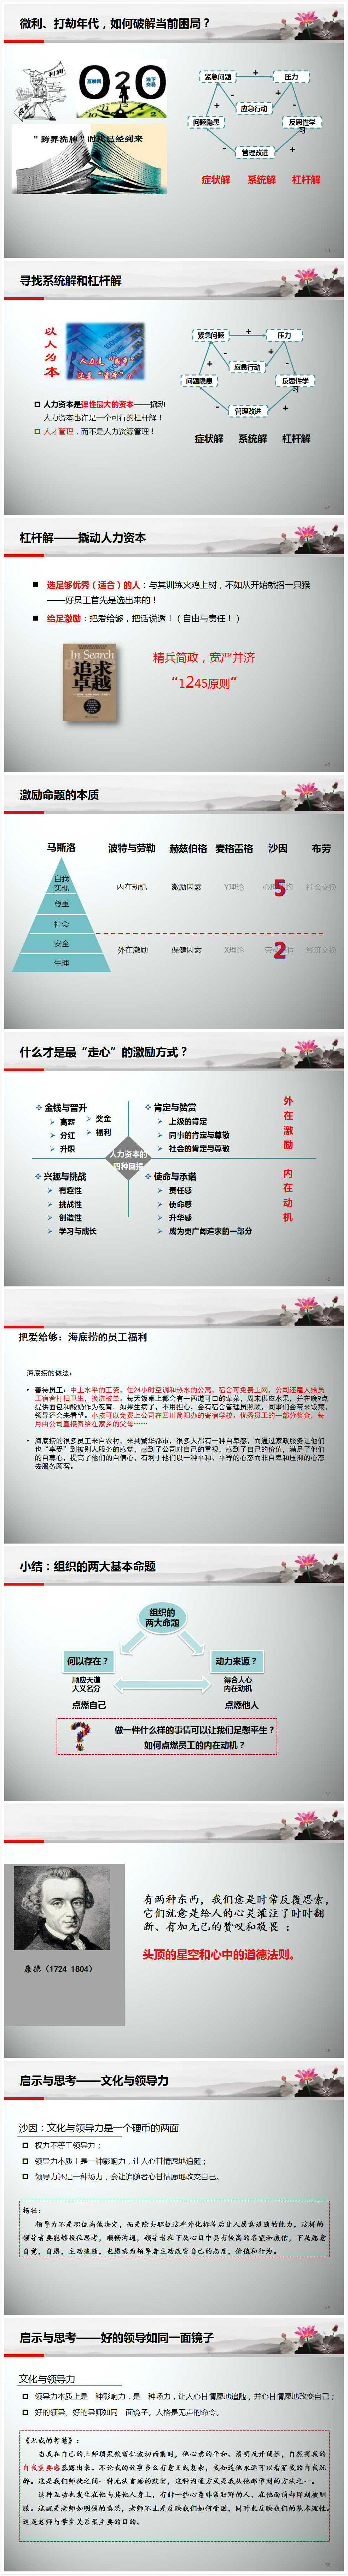 微利、打劫年代，如何破解当前困局？
利润
成本
互联网
O2O
线下交易
“跨界洗牌”时代已经到来
紧急问题
+
压力
-
-
+
应急行动
问题隐患
反思性学习
-
+
管理改进
症状解 系统解 杠杆解
寻找系统解和杠杆解
以人为本
紧急问题
+
压力
-
-
+
应急行动
问题隐患
反思性学习
-
+
管理改进
人力资本是弹性最大的资本——撬动
人力资本也许是一个可行的杠杆解！
人才管理，而不是人力资源管理！
症状解 系统解 杠杆解
杠杆解——撬动人力资本
选足够优秀（适合）的人：与其训练火鸡上树，不如从开始就招一只猴
——好员工首先是选出来的！
给足激励：把爱给够，把话说透！（自由与责任！）
In Search
追求卓越
精兵简政，宽严并济
“1245原则”
激励命题的本质
马斯洛 波特与劳勒 赫兹伯格 麦格雷格 沙因 布劳
自我实现
尊重
社会
安全
生理
内在动机 激励因素 Y理论 5 社会交换
外在激励 保健因素 X理论 2 经济交换
什么才是最“走心”的激励方式？
金钱与晋升
高薪
分红
升职
奖金
福利
肯定与赞赏
上级的肯定
同事的肯定与尊敬
社会的肯定与尊敬
外在激励
人力资本的
四种回报
兴趣与挑战
有趣性
挑战性
创造性
学习与成长
使命与承诺
责任感
使命感
升华感
成为更广阔追求的一部分
内在动机
把爱给够：海底捞的员工福利
海底捞的做法：
善待员工：中上水平的工资，住24小时空调和热水的公寓，宿舍可免费上网，公司还雇人给员
工宿舍打扫卫生，换洗被单。每天饭桌上都会有一两道可口的荤菜，周末供应水果，并在晚9点
提供面包和酸奶作为夜宵。如果生病了，不用担心，会有宿舍管理员照顾，同事们会带来饭菜，
领导还会来看望。小孩可以免费上公司在四川简阳办的寄宿学校。优秀员工的一部分奖金，每
月由公司直接寄给在家乡的父母……
海底捞的很多员工来自农村，来到繁华都市，很多人都有一种自卑感，而通过家政服务让他们
也“享受”到被别人服务的感觉，感到了公司对自己的重视，感到了自己的价值，满足了他们
的自尊心，提高了他们的自信心，有利于他们以一种平和、平等的心态而非自卑和压抑的心态
去服务顾客。
小结：组织的两大基本命题
组织的
两大命题
何以存在？
动力来源？
顺应天道
大义名分
得合人心
内在动机
点燃自己
点燃他人
做一件什么样的事情可以让我们足慰平生？
如何点燃员工的内在动机？
康德（1724-1804）
有两种东西，我们愈是时常反覆思索，
它们就愈是给人的心灵灌注了时时翻
新、有加无已的赞叹和敬畏：
头顶的星空和心中的道德法则。
启示与思考——文化与领导力
沙因：文化与领导力是一个硬币的两面
权力不等于领导力；
领导力本质上是一种影响力，让人心甘情愿地追随；
领导力还是一种场力，会让追随者心甘情愿地改变自己。
杨壮：
领导力不是职位高低决定，而是除去职位这些外化标签后让人愿意追随的能力，这样的
领导者要能够换位思考，顺畅沟通，领导者在下属心目中具有较高的名望和威信，下属愿意
自觉，自愿，主动追随，也愿意为领导者主动改变自己的态度，价值和行为。
启示与思考——好的领导如同一面镜子
文化与领导力
领导力本质上是一种影响力，是一种场力，让人心甘情愿地追随，并心甘情愿地改变自己；
好的领导、好的导师如同一面镜子。人格是无声的命令。
《无我的智慧》：
当我在自己的上师顶果钦哲仁波切面前时，他心意的平和、清明及开阔性，自然将我的
自我重要感暴露出来。不论我的故事多么有意义或复杂，我知道他永远可以看穿我的自我沉
醉。这是我们师徒之间一种无法言语的默契，这种沟通方式是我从他那学到的方法之一。
这种互动也发生在他与其他人身上，有时一些心意非常狂野的人，在他面前却即刻被驯
服。这就是老师如明镜的意思，老师不止是反映我们如何受困，同时也反映我们的基本理性。
这是老师与学生关系最主要的目的。